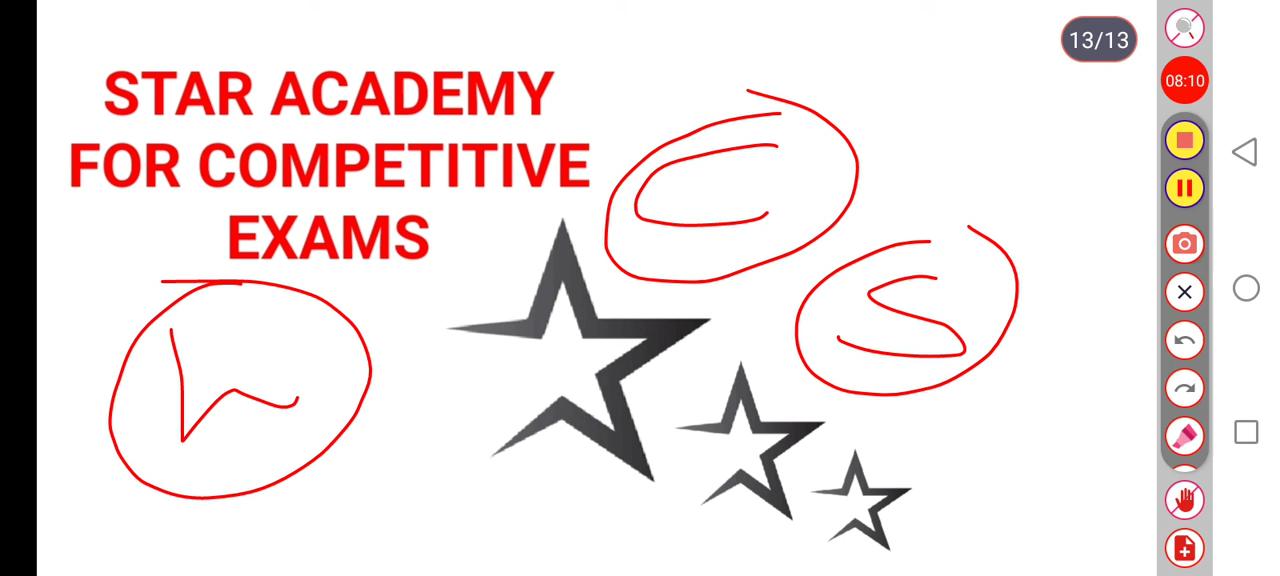 13/13
STAR ACADEMY
FOR COMPETITIVE
EXAMS
08:10
C
S
L